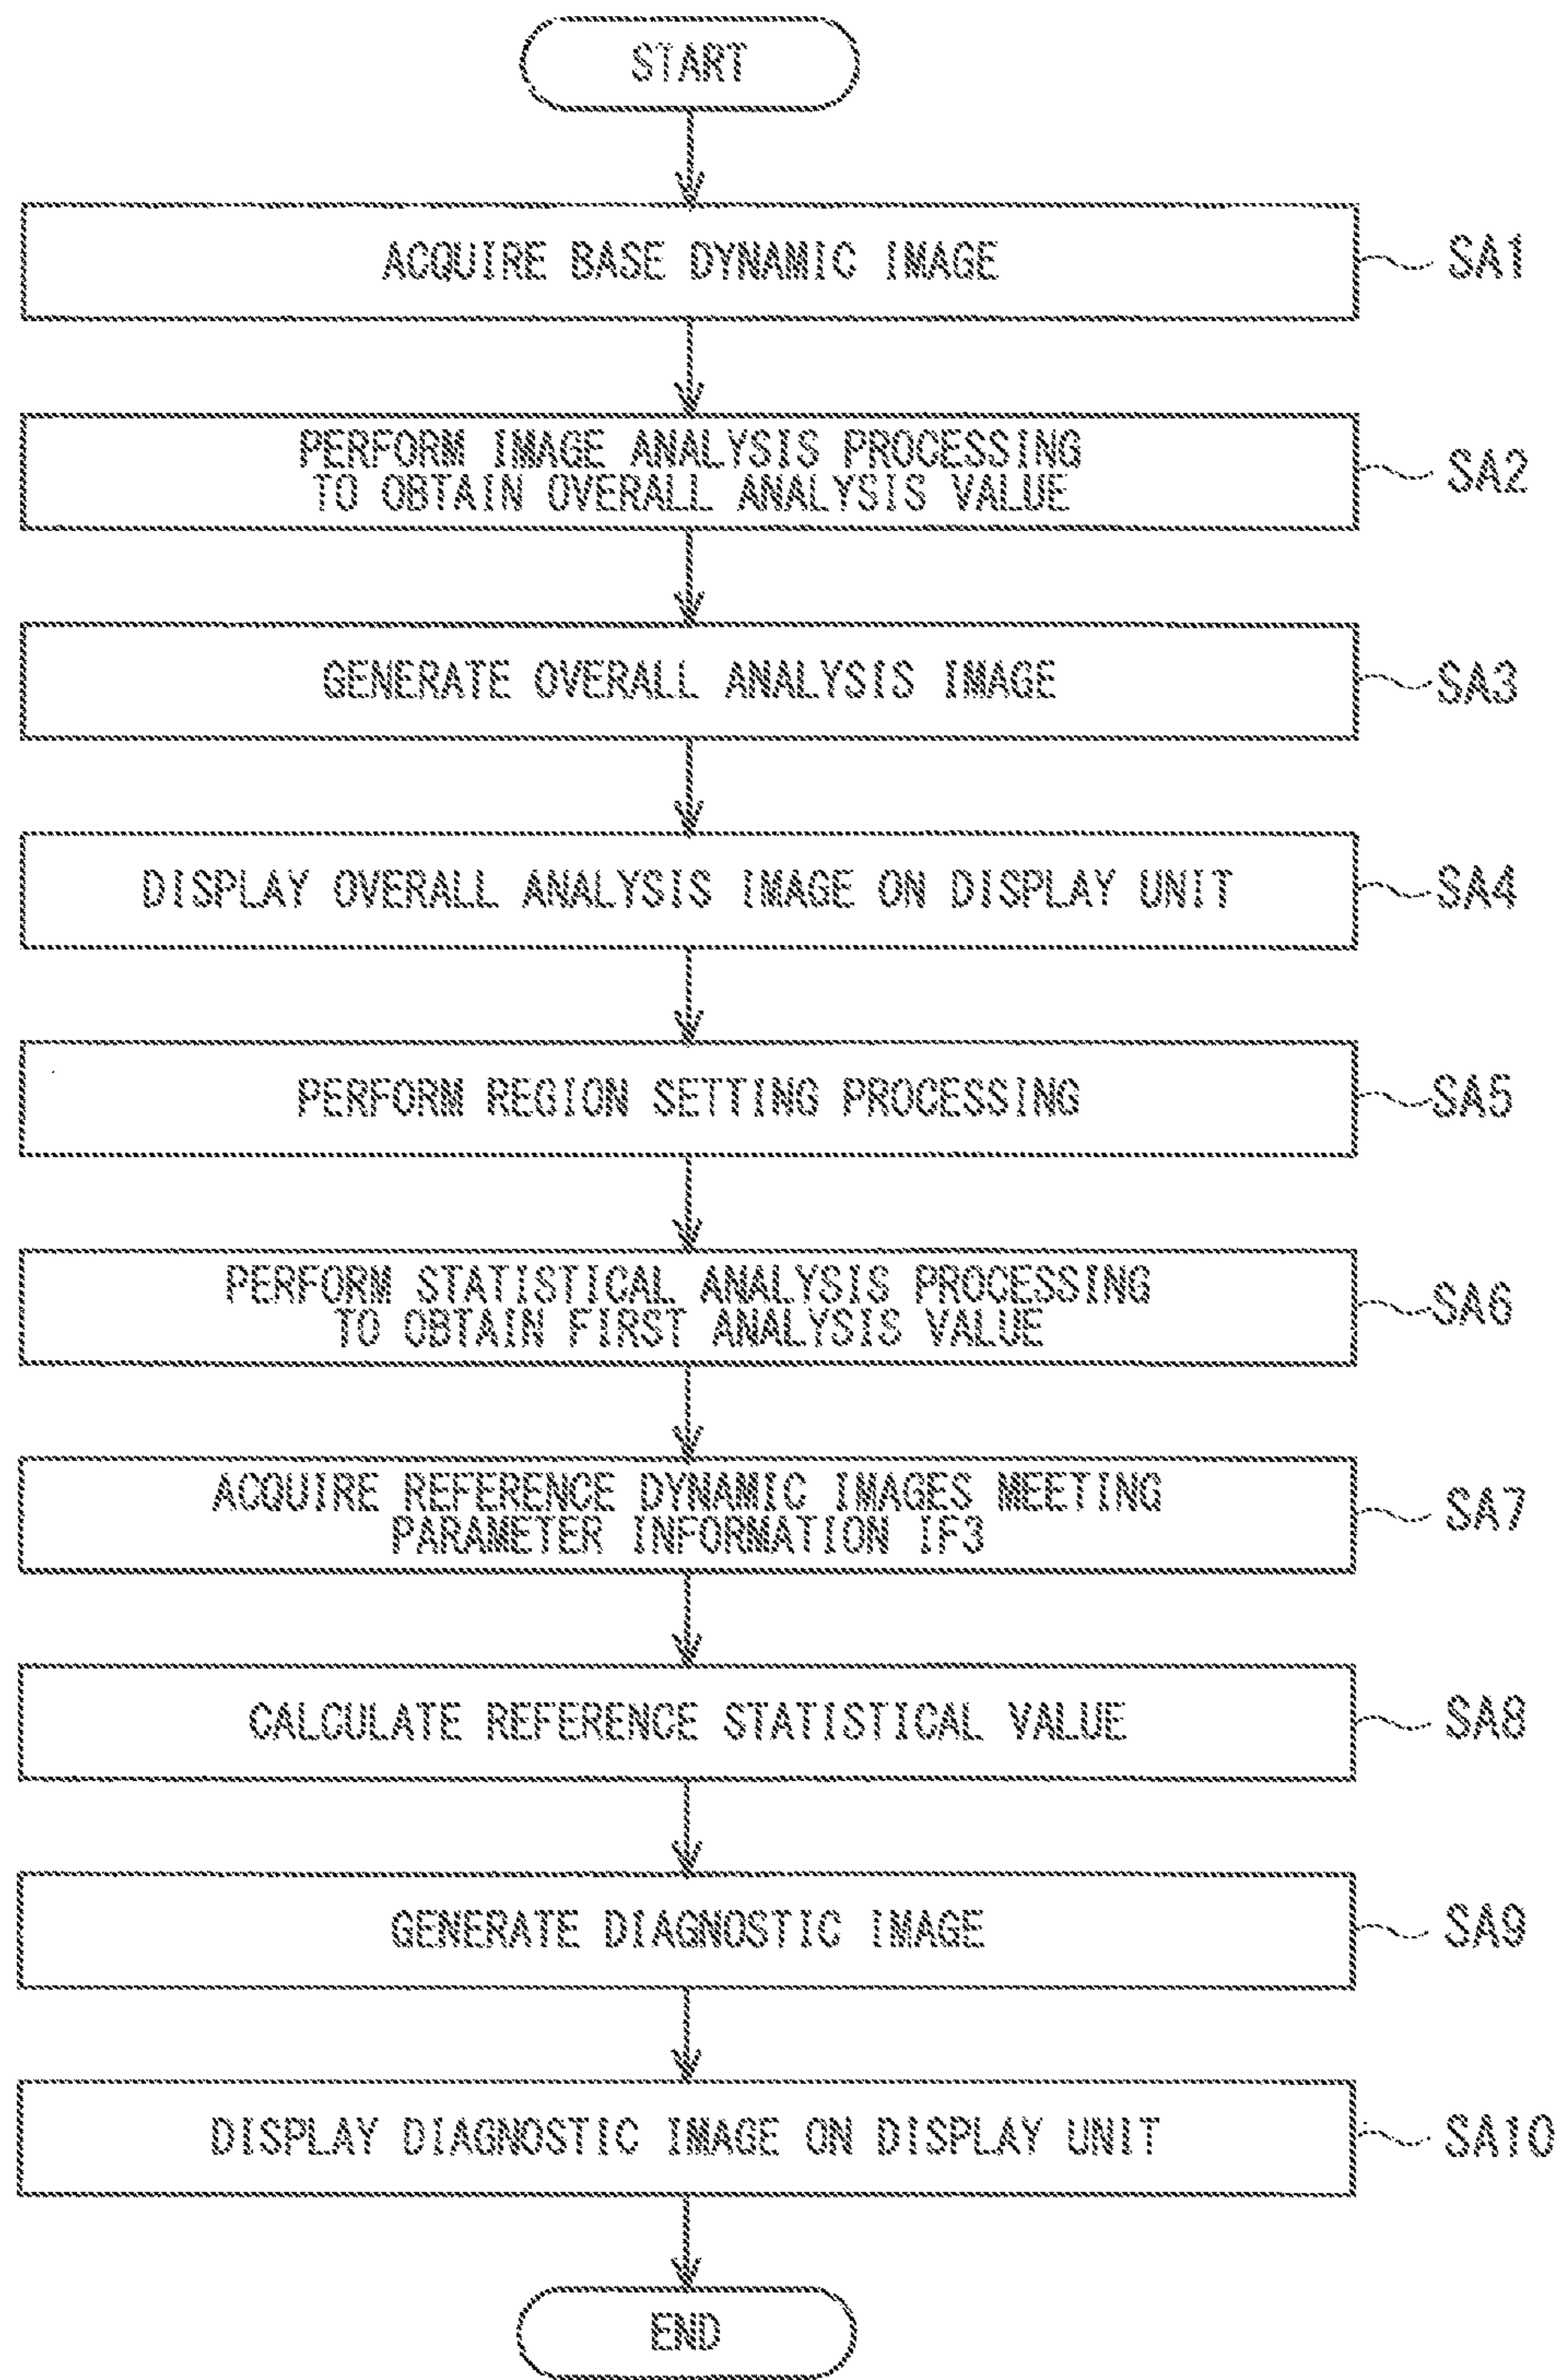 START
ACQUIRE BASE DYNAMIC IMAGE
SA1
PERFORM IMAGE ANALYSIS PROCESSING
TO OBTAIN OVERALL ANALYSIS VALUE
SA2
GENERATE OVERALL ANALYSIS IMAGE
SA3
DISPLAY OVERALL ANALYSIS IMAGE ON DISPLAY UNIT
SA4
PERFORM REGION SETTING PROCESSING
SA5
PERFORM STATISTICAL ANALYSIS PROCESSING
TO OBTAIN FIRST ANALYSIS VALUE
SA6
ACQUIRE REFERENCE DYNAMIC IMAGES MEETING
PARAMETER INFORMATION IF3
SA7
CALCULATE REFERENCE STATISTICAL VALUE
SA8
GENERATE DIAGNOSTIC IMAGE
SA9
DISPLAY DIAGNOSTIC IMAGE ON DISPLAY UNIT
SA10
END